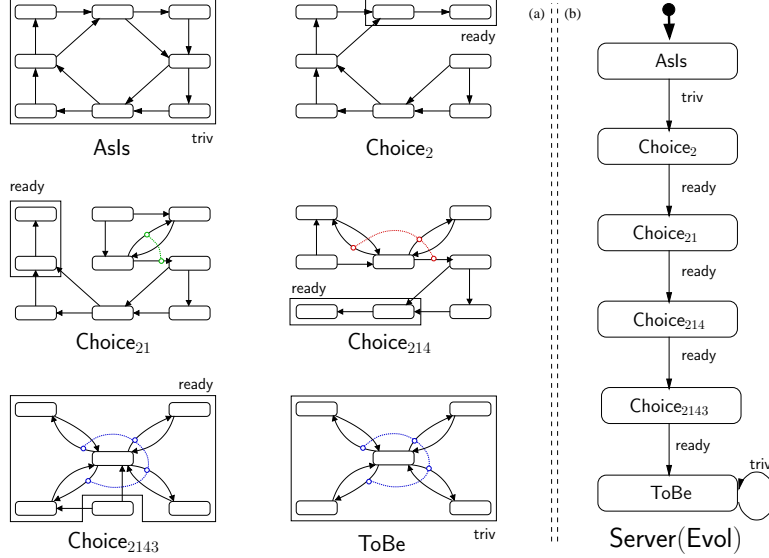 triv
AsIs
ready
Choice₂
ready
Choice₂₁
ready
Choice₂₁₄
ready
Choice₂₁₄₃
triv
ToBe
(a) (b)
AsIs
triv
Choice₂
ready
Choice₂₁
ready
Choice₂₁₄
ready
Choice₂₁₄₃
ready
triv
ToBe
Server(Evol)